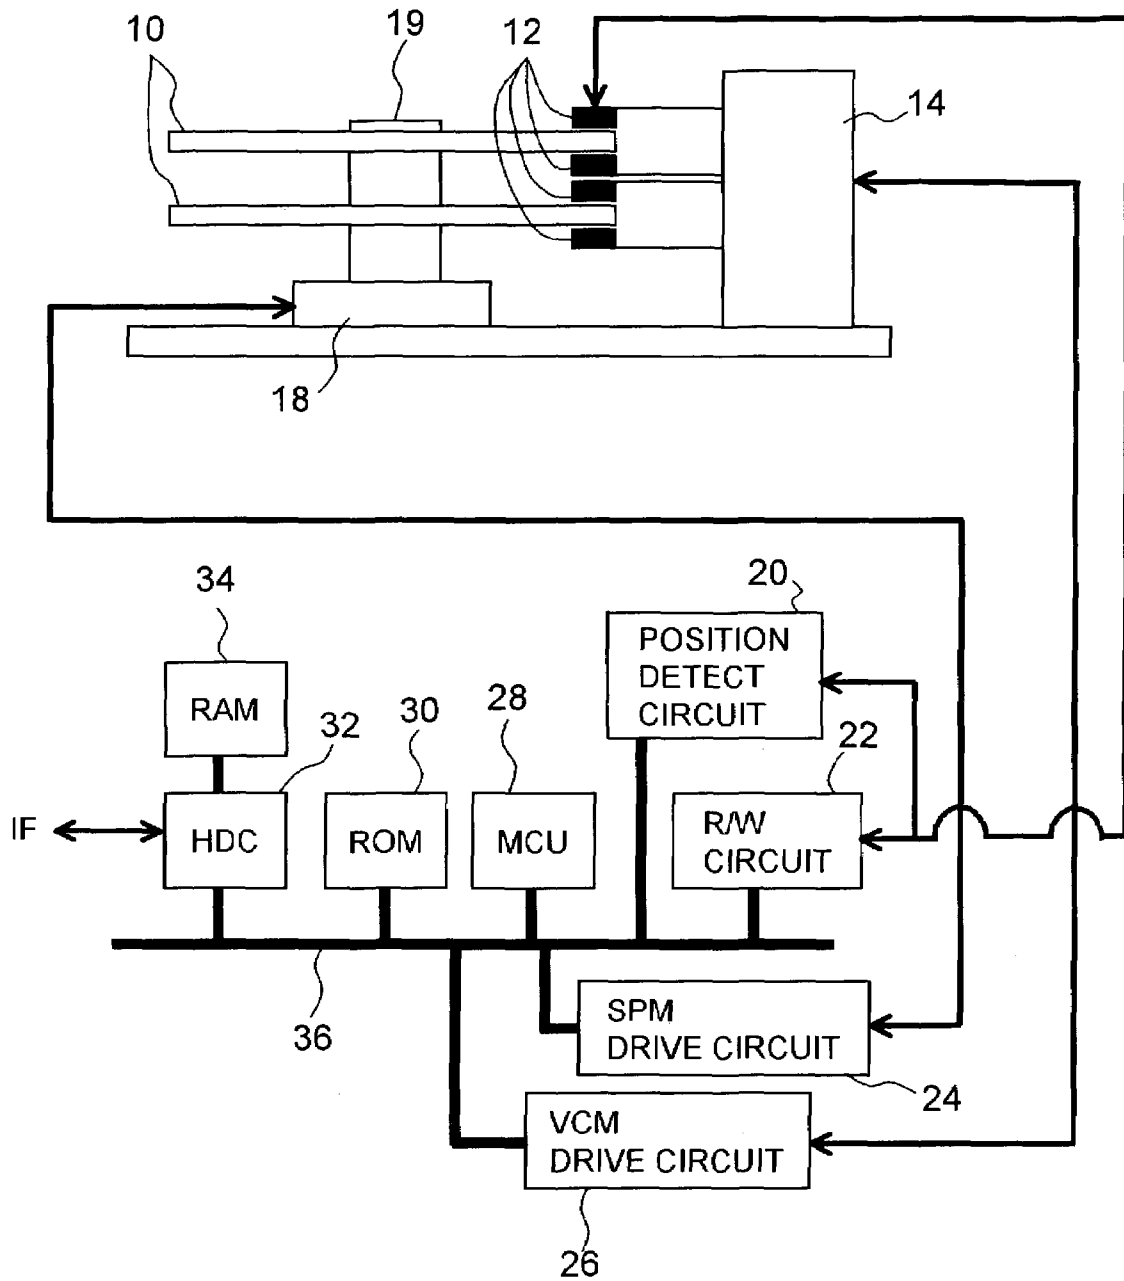 10
19
12
14
18
20
34
POSITION
DETECT
CIRCUIT
RAM
30
28
22
32
IF
HDC
ROM
MCU
R/W
CIRCUIT
36
SPM
DRIVE CIRCUIT
24
VCM
DRIVE CIRCUIT
26